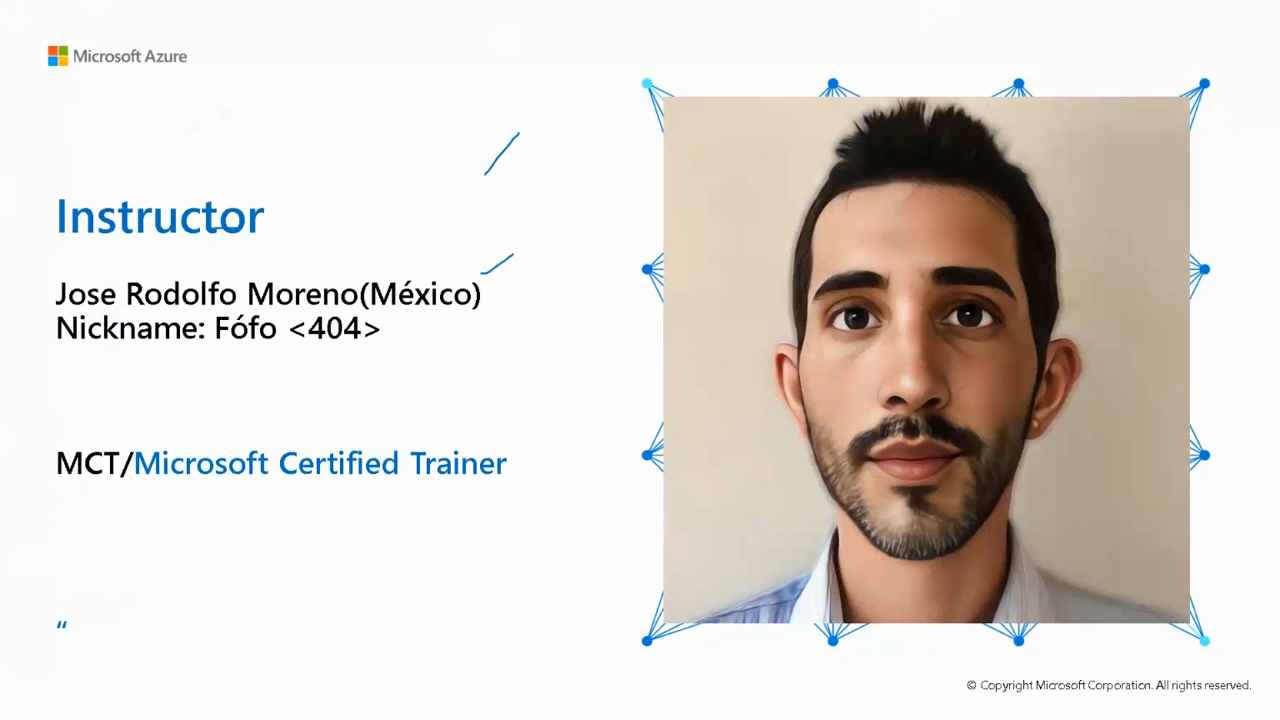 Microsoft Azure
Instructor
Jose Rodolfo Moreno(México)
Nickname: Fófo <404>
MCT/Microsoft Certified Trainer
“
© Copyright Microsoft Corporation. All rights reserved.